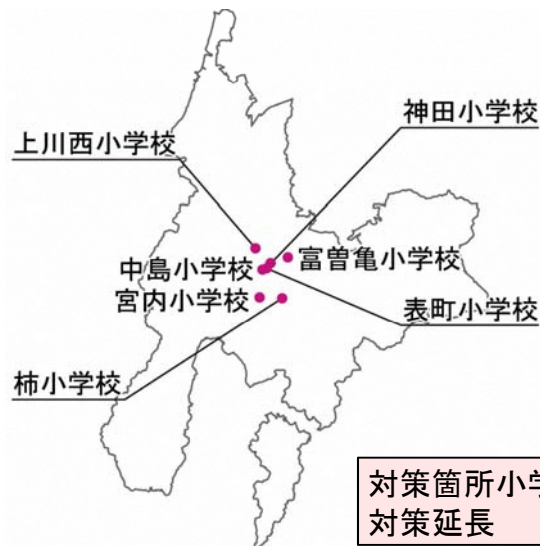 神田小学校
上川西小学校
富曽亀小学校
中島小学校
宮内小学校
表町小学校
柿小学校
対策箇所小学
対策延長